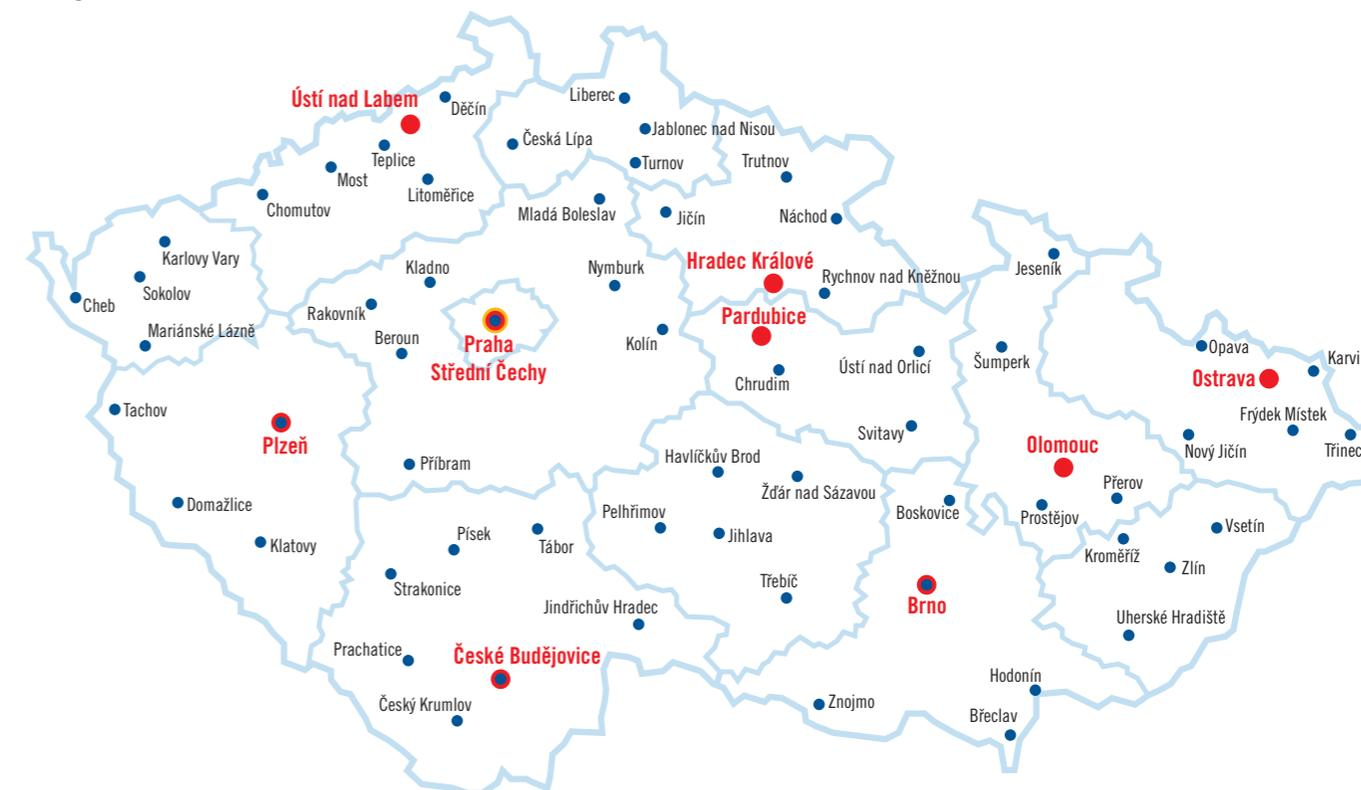 Ústí nad Labem
Děčín
Liberec
Jablonec nad Nisou
Česká Lípa
Teplice
Turnov
Trutnov
Most
Litoměřice
Chomutov
Mladá Boleslav
Jičín
Náchod
Karlovy Vary
Kladno
Nymburk
Hradec Králové
Rychnov nad Kněžnou
Jeseník
Sokolov
Cheb
Rakovník
Pardubice
Mariánské Lázně
Beroun
Praha
Střední Čechy
Kolín
Opava
Karvi
Ústí nad Orlicí
Šumperk
Chrudim
Ostrava
Tachov
Frýdek Místek
Plzeň
Svitavy
Olomouc
Nový Jičín
Třinec
Příbram
Havlíčkův Brod
Žďár nad Sázavou
Přerov
Domažlice
Pelhřimov
Boskovice
Prostějov
Vsetín
Písek
Tábor
Jihlava
Klatovy
Kroměříž
Zlín
Strakonice
Třebíč
Jindřichův Hradec
Brno
Uherské Hradiště
Prachatice
České Budějovice
Hodonín
Český Krumlov
Znojmo
Břeclav